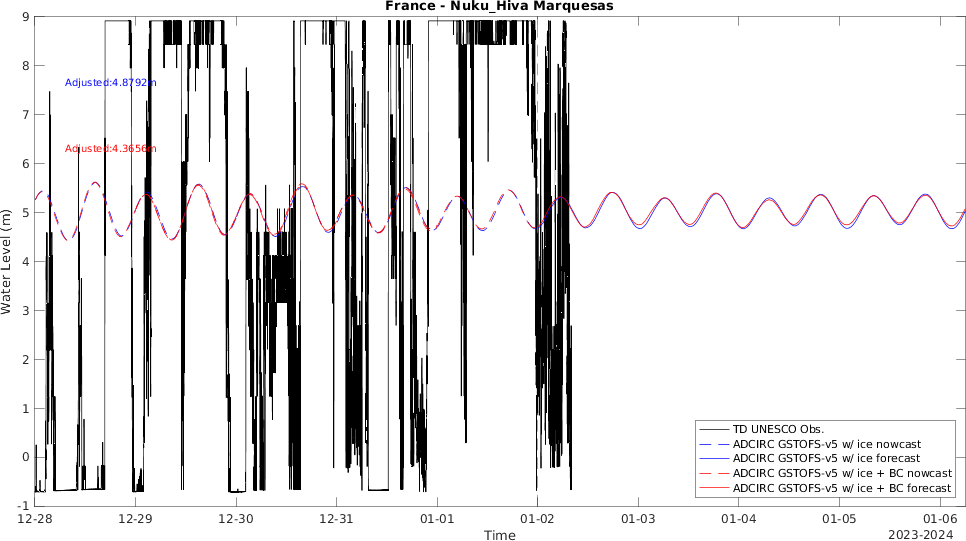 France - Nuku_Hiva Marquesas
9
8
7
6
5
4
3
2
1
0
-1
Water Level (m)
Adjusted:4.8792m
Adjusted:4.3656m
TD UNESCO Obs.
ADCIRC GSTOFS-v5 w/ ice nowcast
ADCIRC GSTOFS-v5 w/ ice forecast
ADCIRC GSTOFS-v5 w/ ice + BC nowcast
ADCIRC GSTOFS-v5 w/ ice + BC forecast
12-28 12-29 12-30 12-31 01-01 01-02 01-03 01-04 01-05 01-06
Time
2023-2024